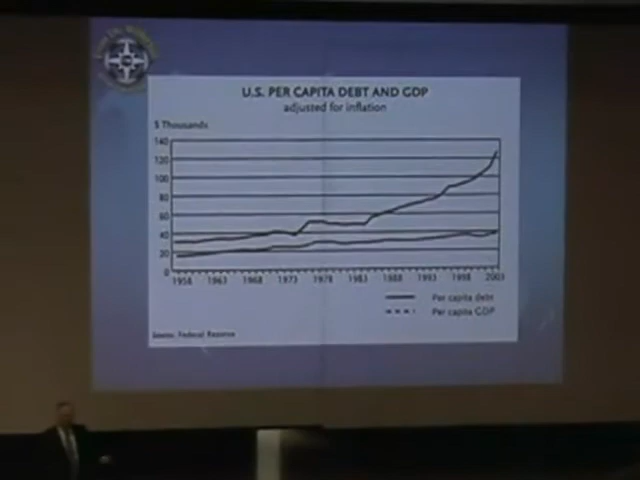 U.S. PER CAPITA DEBT AND GDP
adjusted for inflation
$ Thousands
140
120
100
80
60
40
20
0
1958 1963 1968 1973 1978 1983 1988 1993 1998 2003
Per capita debt
Per capita GDP
Source: Federal Reserve